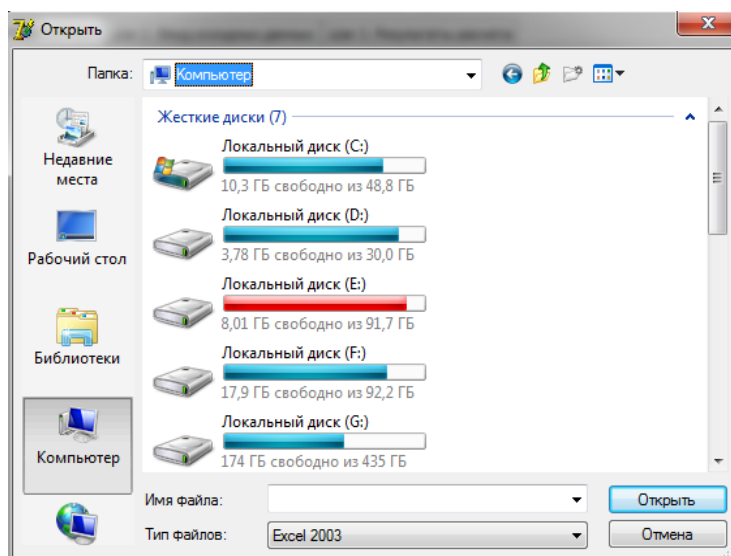 Открыть
Папка: Компьютер
Недавние места
Рабочий стол
Библиотеки
Компьютер
Жесткие диски (7)
Локальный диск (C:)
10,3 ГБ свободно из 48,8 ГБ
Локальный диск (D:)
3,78 ГБ свободно из 30,0 ГБ
Локальный диск (E:)
8,01 ГБ свободно из 91,7 ГБ
Локальный диск (F:)
17,9 ГБ свободно из 92,2 ГБ
Локальный диск (G:)
174 ГБ свободно из 435 ГБ
Имя файла:
Открыть
Тип файлов: Excel 2003
Отмена